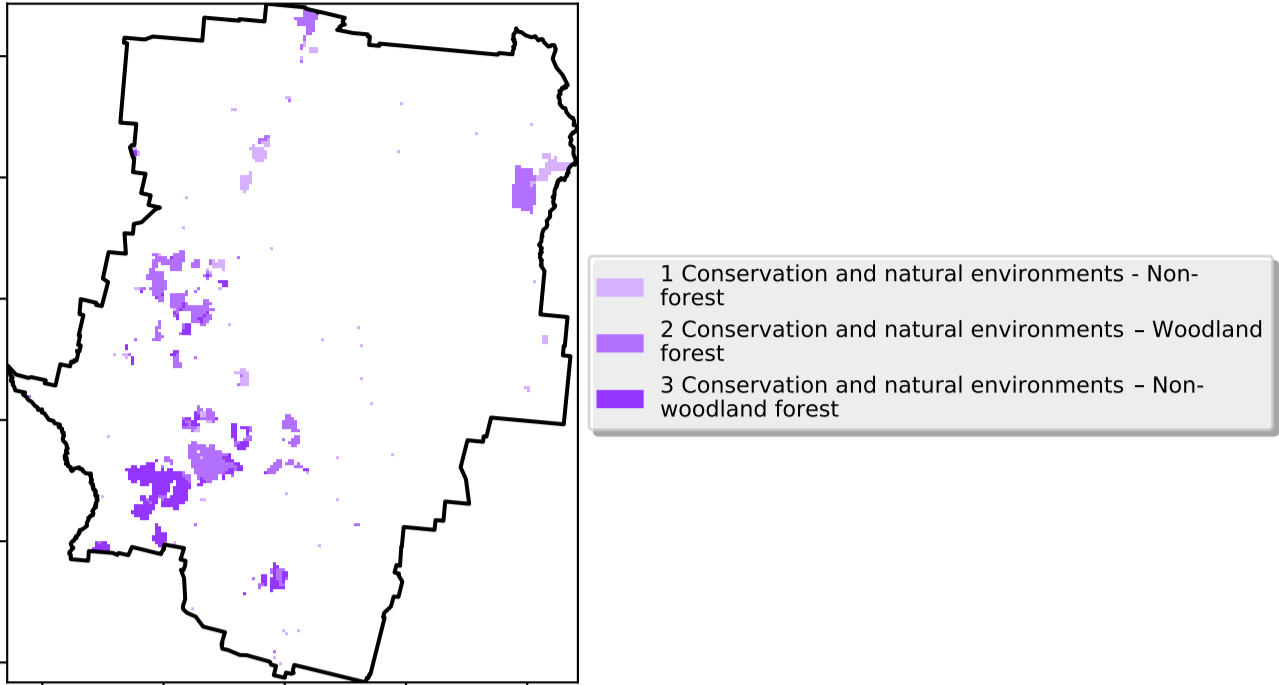 1 Conservation and natural environments - Non-
forest
2 Conservation and natural environments – Woodland
forest
3 Conservation and natural environments – Non-
woodland forest